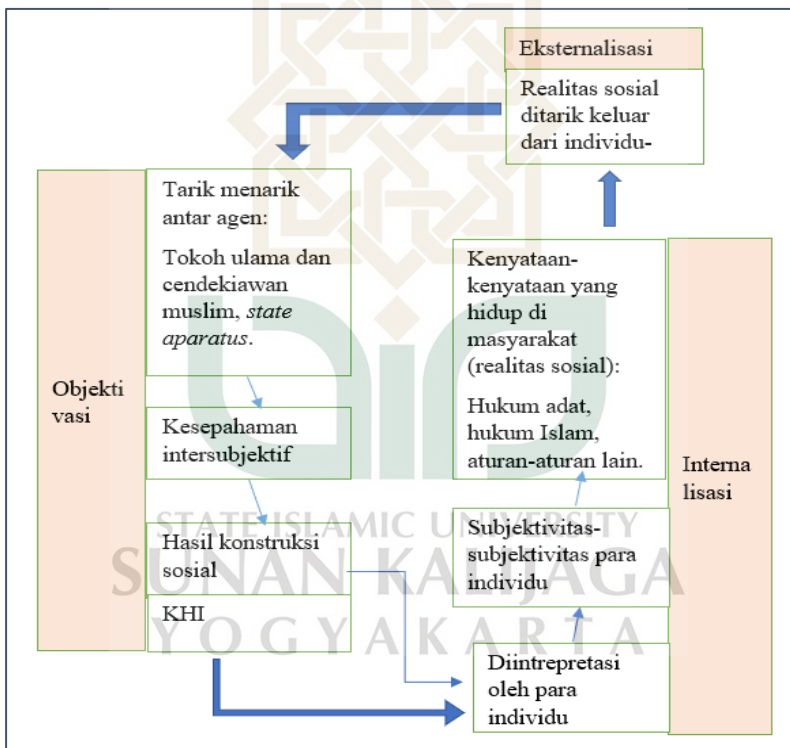 Eksternalisasi
Realitas sosial
ditarik keluar
dari individu-
Objekti
vasi
Tarik menarik
antar agen:
Tokoh ulama dan
cendekiawan
muslim, state
aparatus.
Kesepahaman
intersubjektif
Hasil konstruksi
sosial
KHI
Kenyataan-
kenyataan yang
hidup di
masyarakat
(realitas sosial):
Hukum adat,
hukum Islam,
aturan-aturan lain.
Subjektivitas-
subjektivitas para
individu
Diintrepretasi
oleh para
individu
Interna
lisasi
STATE ISLAMIC UNIVERSITY
SUNAN KALIJAGA
YOGYAKARTA